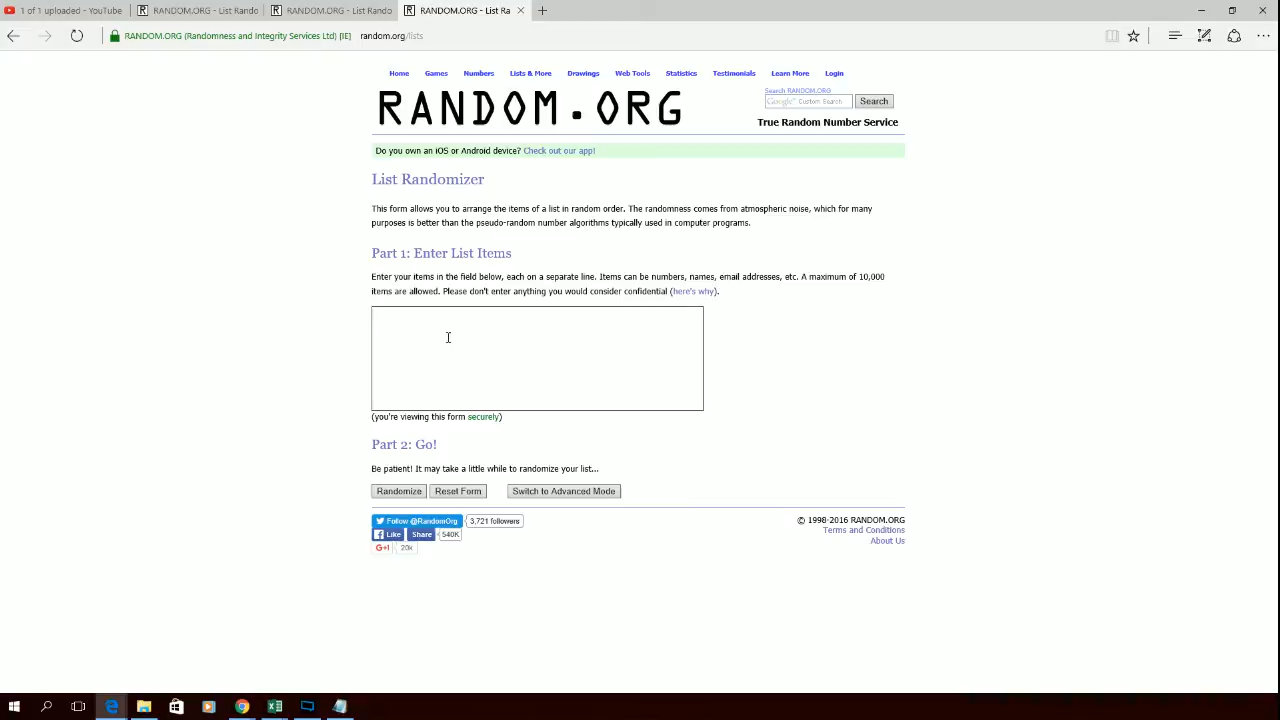 1 of 1 uploaded - YouTube
RANDOM.ORG - List Rando
RANDOM.ORG - List Rando
RANDOM.ORG - List Ra
RANDOM.ORG (Randomness and Integrity Services Ltd) [IE] random.org/lists
Home Games Numbers Lists & More Drawings Web Tools Statistics Testimonials Learn More Login
RANDOM.ORG
Search RANDOM.ORG
Google™ Custom Search Search
True Random Number Service
Do you own an iOS or Android device? Check out our app!
List Randomizer
This form allows you to arrange the items of a list in random order. The randomness comes from atmospheric noise, which for many
purposes is better than the pseudo-random number algorithms typically used in computer programs.
Part 1: Enter List Items
Enter your items in the field below, each on a separate line. Items can be numbers, names, email addresses, etc. A maximum of 10,000
items are allowed. Please don't enter anything you would consider confidential (here's why).
(you're viewing this form securely)
Part 2: Go!
Be patient! It may take a little while to randomize your list...
Randomize Reset Form Switch to Advanced Mode
Follow @RandomOrg 3,721 followers
Like Share 540K
G+1 20k
© 1998-2016 RANDOM.ORG
Terms and Conditions
About Us